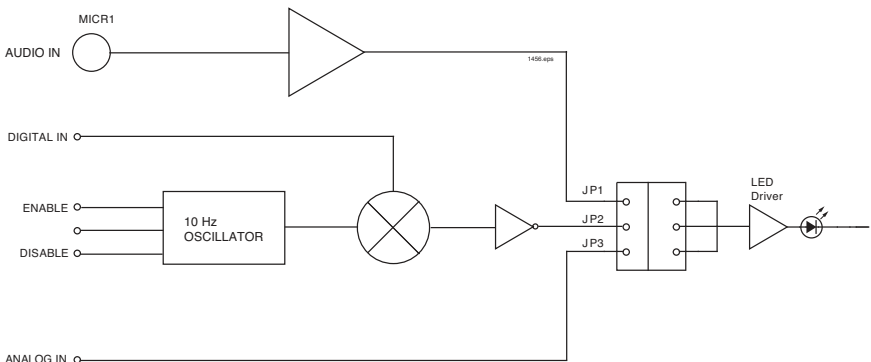 MICR1
AUDIO IN
1456.eps
DIGITAL IN
JP1
LED
Driver
ENABLE
10 Hz
OSCILLATOR
JP2
DISABLE
JP3
ANALOG IN